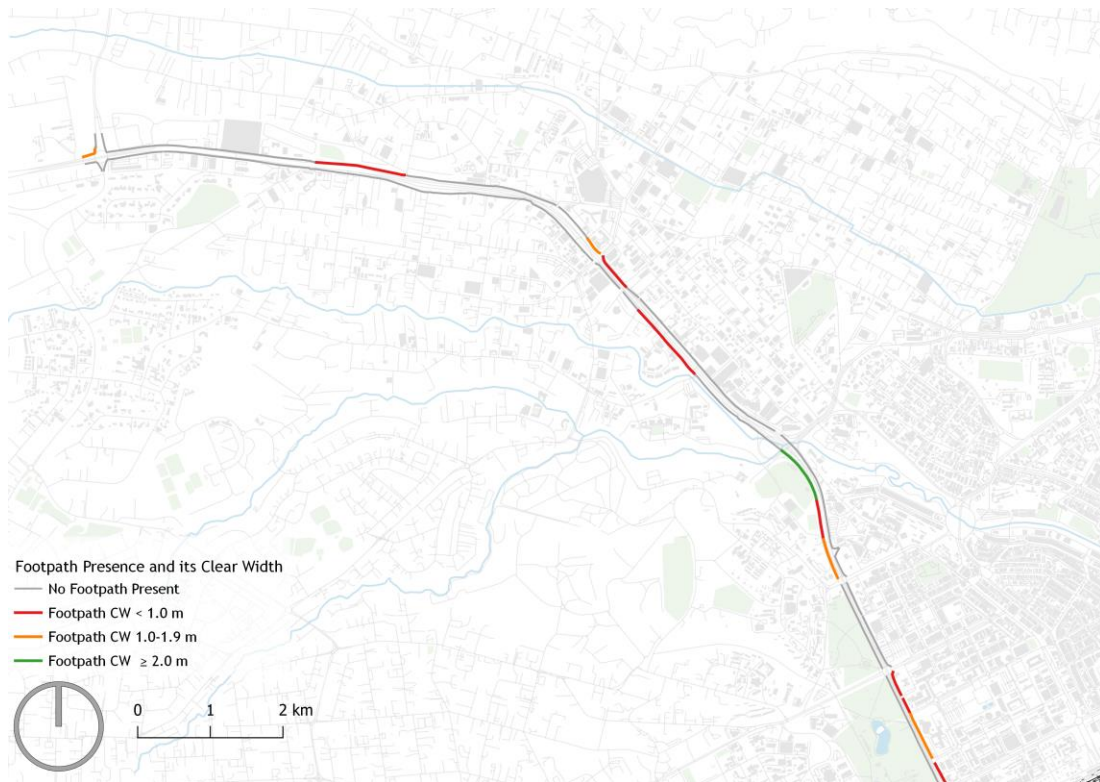 Footpath Presence and its Clear Width
No Footpath Present
Footpath CW < 1.0 m
Footpath CW 1.0-1.9 m
Footpath CW ≥ 2.0 m
0 1 2 km